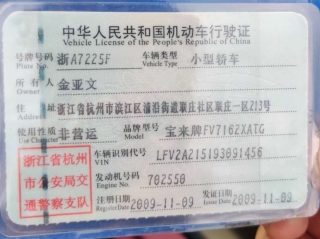 中华人民共和国机动车行驶证
Vehicle License of the People's Republic of China
号牌号码 浙A7225F 车辆类型 小型轿车
Plate No. Vehicle Type
所有人 金亚文
Owner
住址 浙江省杭州市滨江区浦沿街道联庄社区联庄一区213号
Address
使用性质 非营运 品牌型号 宝来牌FV7162XATG
Use Character Model
浙江省杭州 车辆识别代号 LFV2A215193091456
VIN
市公安局交 发动机号码 702550
Engine No.
通警察支队 注册日期 2009-11-09 发证日期 2009-11-09
Register Date Issue Date